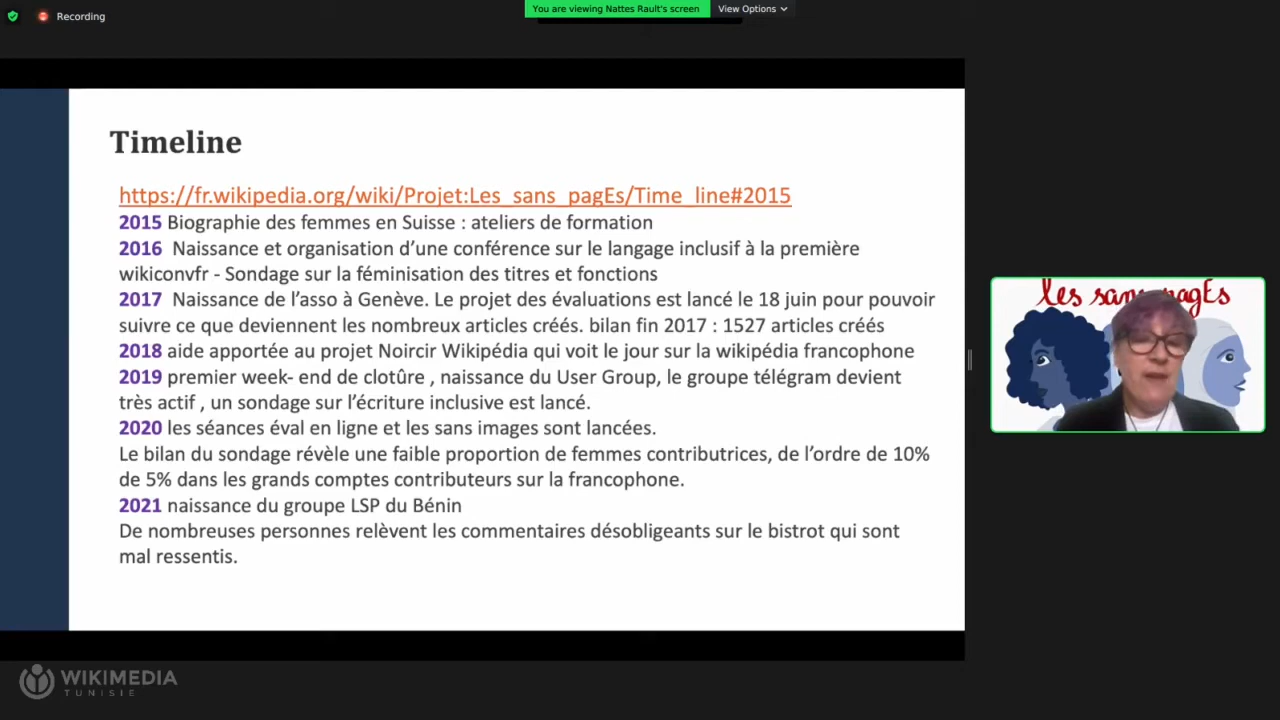 Recording
You are viewing Nattes Rault's screen
View Options
Timeline
https://fr.wikipedia.org/wiki/Projet:Les_sans_pagEs/Time_line#2015
2015 Biographie des femmes en Suisse : ateliers de formation
2016 Naissance et organisation d’une conférence sur le langage inclusif à la première
wikiconvfr - Sondage sur la féminisation des titres et fonctions
2017 Naissance de l’asso à Genève. Le projet des évaluations est lancé le 18 juin pour pouvoir
suivre ce que deviennent les nombreux articles créés. bilan fin 2017 : 1527 articles créés
2018 aide apportée au projet Noircir Wikipédia qui voit le jour sur la wikipédia francophone
2019 premier week- end de clotûre , naissance du User Group, le groupe télégram devient
très actif , un sondage sur l’écriture inclusive est lancé.
2020 les séances éval en ligne et les sans images sont lancées.
Le bilan du sondage révèle une faible proportion de femmes contributrices, de l’ordre de 10%
de 5% dans les grands comptes contributeurs sur la francophone.
2021 naissance du groupe LSP du Bénin
De nombreuses personnes relèvent les commentaires désobligeants sur le bistrot qui sont
mal ressentis.
les sans pagEs
WIKIMEDIA
TUNISIE